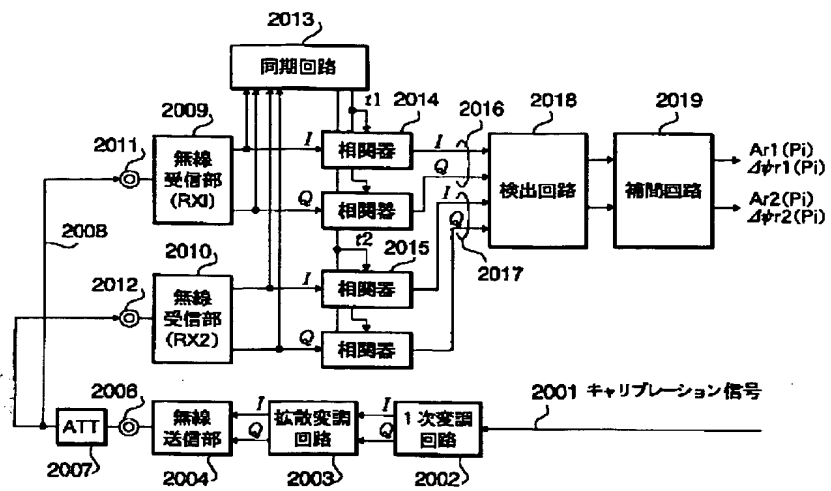 2013
同期回路
t1
2014
2009
2011
無線
受信部
(RX1)
I
相関器
I
2016
2018
2019
Q
相関器
Q
I
Q
検出回路
補間回路
Ar1(Pi)
Δψr1(Pi)
Ar2(Pi)
Δψr2(Pi)
2008
t2
2010
2015
2017
2012
無線
受信部
(RX2)
I
相関器
Q
相関器
2006
2001 キャリブレーション信号
ATT
無線
送信部
I
Q
拡散変調
回路
I
Q
1次変調
回路
2007
2004
2003
2002